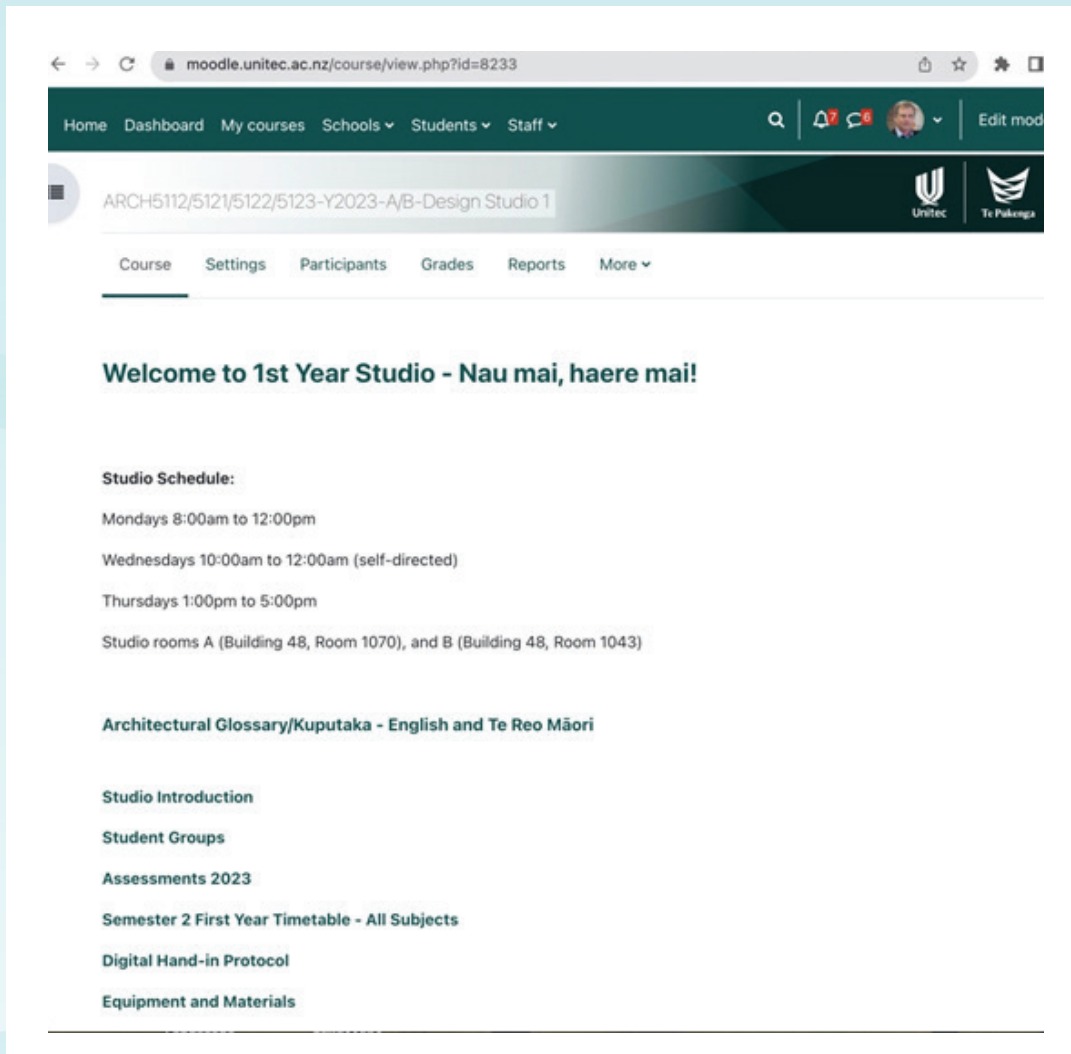 moodle.unitec.ac.nz/course/view.php?id=8233
Home Dashboard My courses Schools Students Staff 7 6 Edit mod
ARCH5112/5121/5122/5123-Y2023-A/B-Design Studio 1
Unitec Te Pūkenga
Course Settings Participants Grades Reports More
Welcome to 1st Year Studio - Nau mai, haere mai!
Studio Schedule:
Mondays 8:00am to 12:00pm
Wednesdays 10:00am to 12:00am (self-directed)
Thursdays 1:00pm to 5:00pm
Studio rooms A (Building 48, Room 1070), and B (Building 48, Room 1043)
Architectural Glossary/Kuputaka - English and Te Reo Māori
Studio Introduction
Student Groups
Assessments 2023
Semester 2 First Year Timetable - All Subjects
Digital Hand-in Protocol
Equipment and Materials